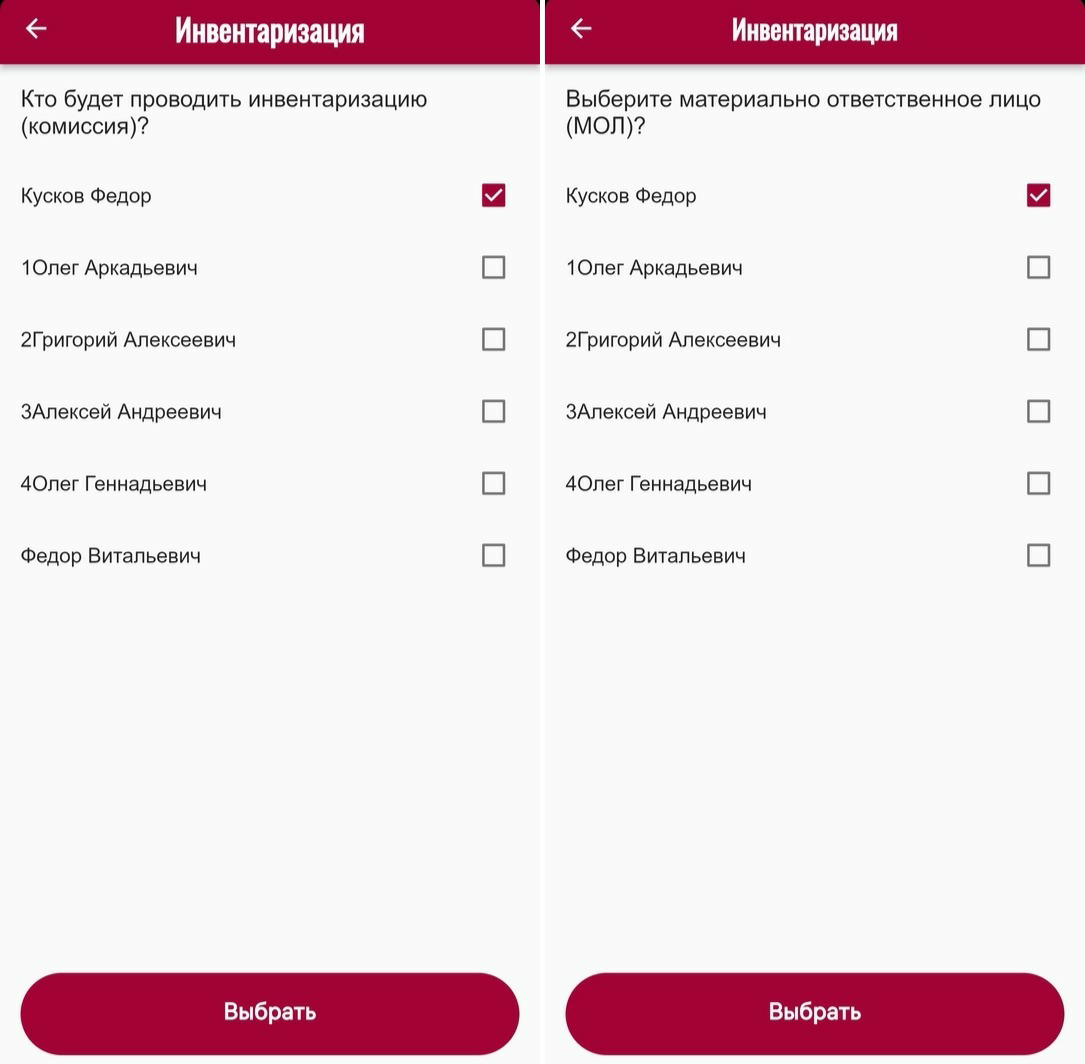 Инвентаризация
Кто будет проводить инвентаризацию
(комиссия)?
Кусков Федор
1Олег Аркадьевич
2Григорий Алексеевич
3Алексей Андреевич
4Олег Геннадьевич
Федор Витальевич
Выбрать
Инвентаризация
Выберите материально ответственное лицо
(МОЛ)?
Кусков Федор
1Олег Аркадьевич
2Григорий Алексеевич
3Алексей Андреевич
4Олег Геннадьевич
Федор Витальевич
Выбрать